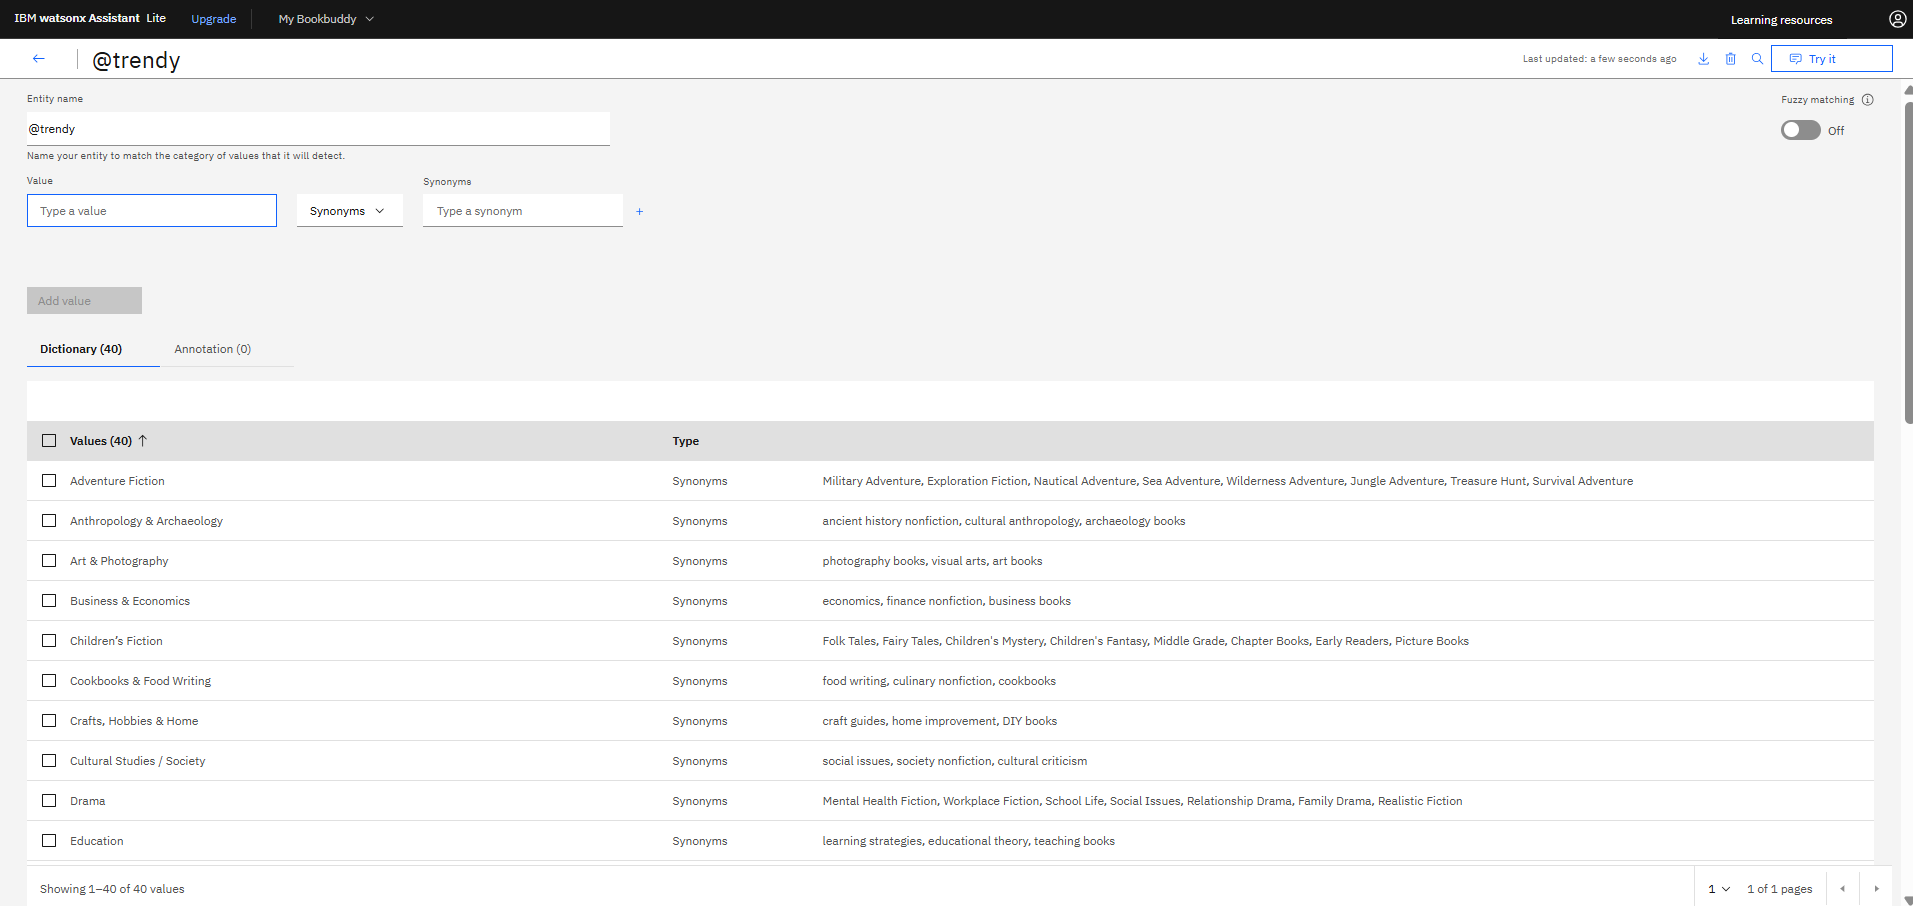 IBM watsonx Assistant Lite Upgrade My Bookbuddy Learning resources
@trendy Last updated: a few seconds ago Try it
Entity name Fuzzy matching
@trendy Off
Name your entity to match the category of values that it will detect.
Value Synonyms
Type a value Synonyms Type a synonym +
Add value
Dictionary (40) Annotation (0)
Values (40) Type
Adventure Fiction Synonyms Military Adventure, Exploration Fiction, Nautical Adventure, Sea Adventure, Wilderness Adventure, Jungle Adventure, Treasure Hunt, Survival Adventure
Anthropology & Archaeology Synonyms ancient history nonfiction, cultural anthropology, archaeology books
Art & Photography Synonyms photography books, visual arts, art books
Business & Economics Synonyms economics, finance nonfiction, business books
Children’s Fiction Synonyms Folk Tales, Fairy Tales, Children's Mystery, Children's Fantasy, Middle Grade, Chapter Books, Early Readers, Picture Books
Cookbooks & Food Writing Synonyms food writing, culinary nonfiction, cookbooks
Crafts, Hobbies & Home Synonyms craft guides, home improvement, DIY books
Cultural Studies / Society Synonyms social issues, society nonfiction, cultural criticism
Drama Synonyms Mental Health Fiction, Workplace Fiction, School Life, Social Issues, Relationship Drama, Family Drama, Realistic Fiction
Education Synonyms learning strategies, educational theory, teaching books
Showing 1–40 of 40 values 1 1 of 1 pages